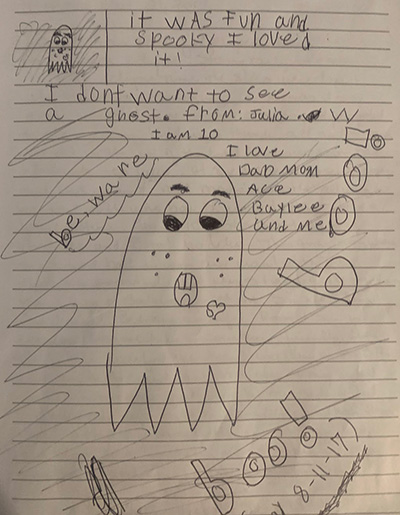 it WAS Fun and
spooky I loved
it!
I dont want to see
a ghost. from: Julia. W
I am 10
I love
DaD Mom
Ace
Baylee
and me
be ware
booo
8-11-17)